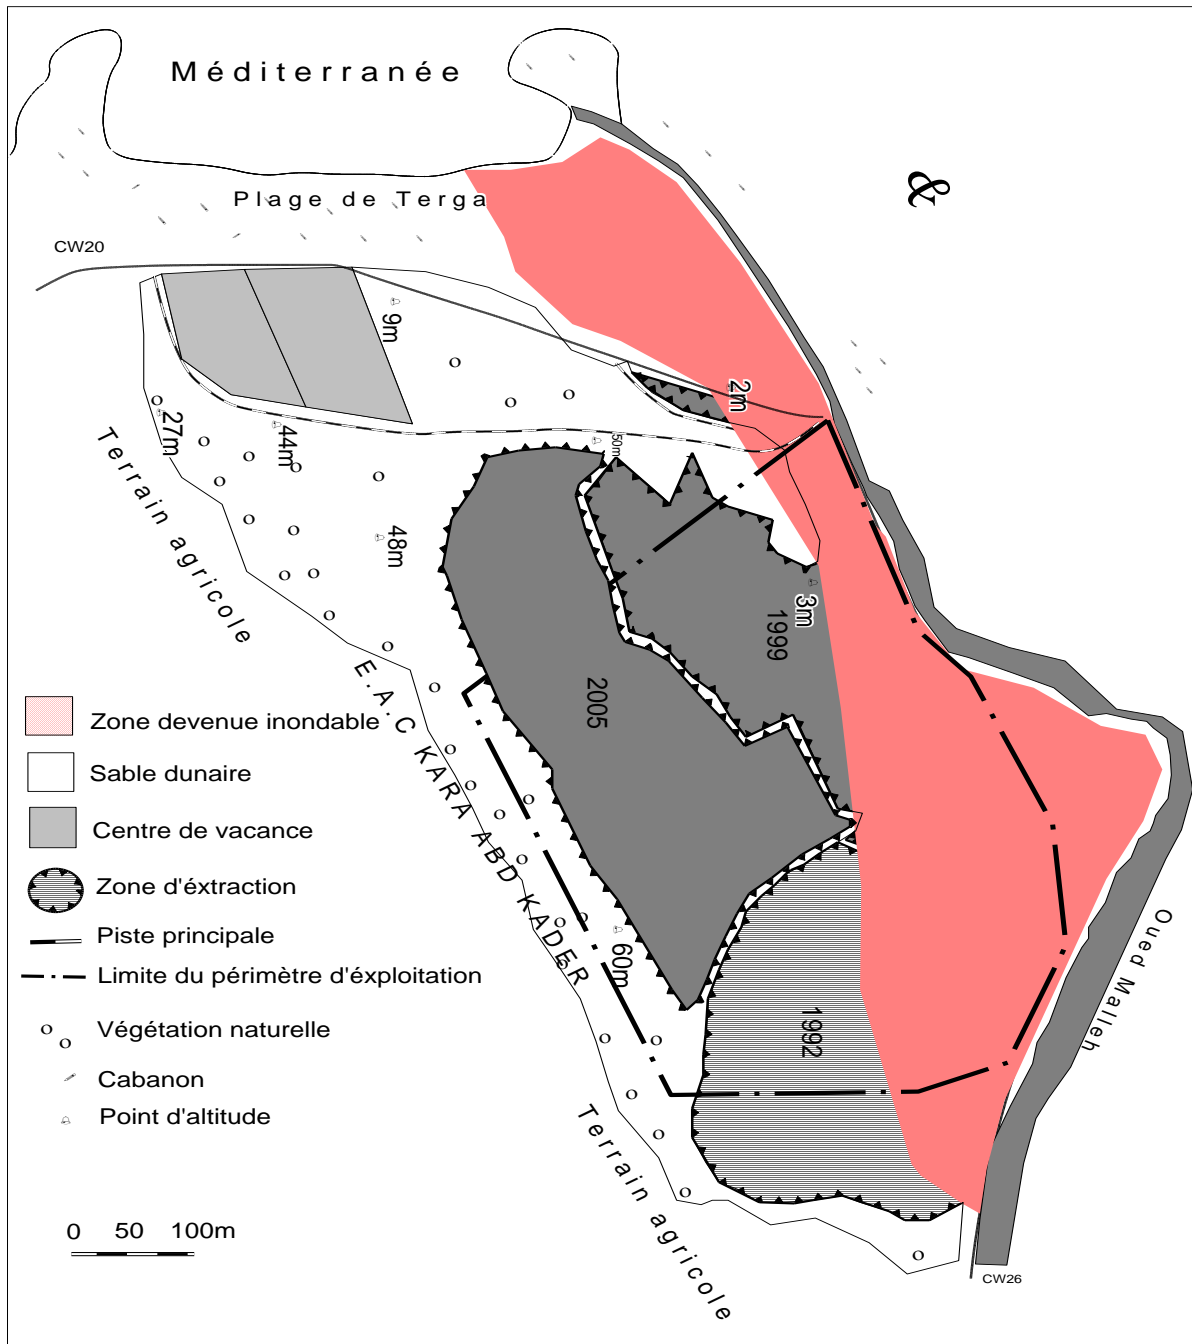 Méditerranée
&
Plage de Terga
CW20
9m
2m
27m
44m
50m
48m
3m
1999
Terrain agricole
2005
E.A.C KARA ABD KADER
60m
1992
Oued Malleh
Terrain agricole
CW26
Zone devenue inondable
Sable dunaire
Centre de vacance
Zone d'éxtraction
Piste principale
Limite du périmètre d'éxploitation
Végétation naturelle
Cabanon
Point d'altitude
0 50 100m